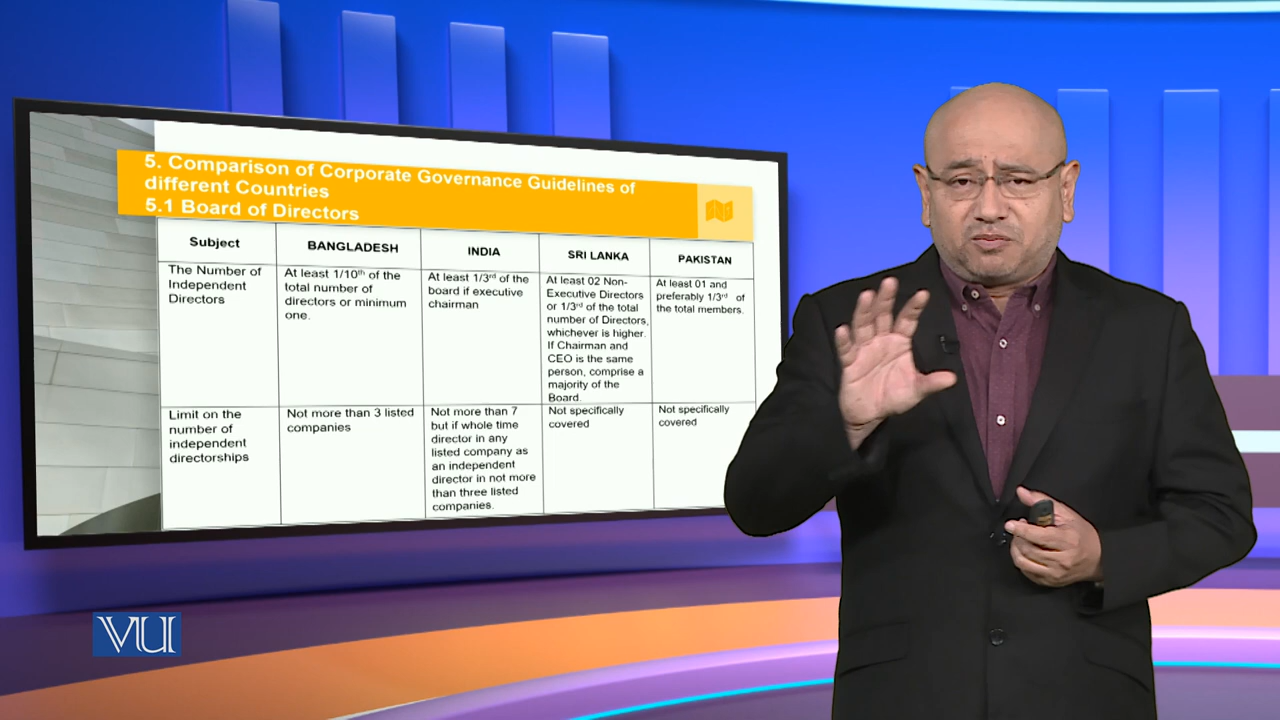 5. Comparison of Corporate Governance Guidelines of
different Countries
5.1 Board of Directors
Subject
BANGLADESH
INDIA
SRI LANKA
PAKISTAN
The Number of
Independent
Directors
At least 1/10th of the
total number of
directors or minimum
one.
At least 1/3rd of the
board if executive
chairman
At least 02 Non-
Executive Directors
or 1/3rd of the total
number of Directors,
whichever is higher.
If Chairman and
CEO is the same
person, comprise a
majority of the
Board.
At least 01 and
preferably 1/3rd of
the total members.
Limit on the
number of
independent
directorships
Not more than 3 listed
companies
Not more than 7
but if whole time
director in any
listed company as
an independent
director in not more
than three listed
companies.
Not specifically
covered
Not specifically
covered
VU